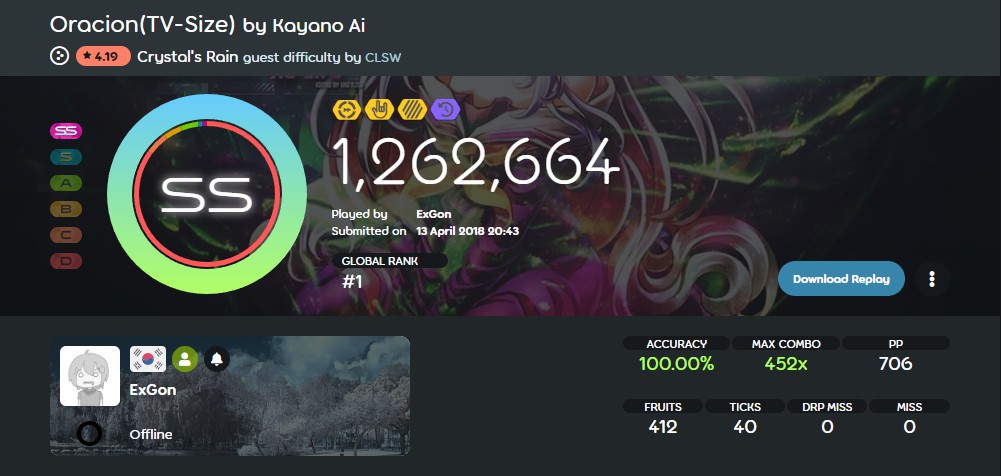 Oracion(TV-Size) by Kayano Ai
4.19 Crystal's Rain guest difficulty by CLSW
SS
S
A
B
C
D
SS
1,262,664
Played by ExGon
Submitted on 13 April 2018 20:43
GLOBAL RANK
#1
Download Replay
ExGon
Offline
ACCURACY MAX COMBO PP
100.00% 452x 706
FRUITS TICKS DRP MISS MISS
412 40 0 0